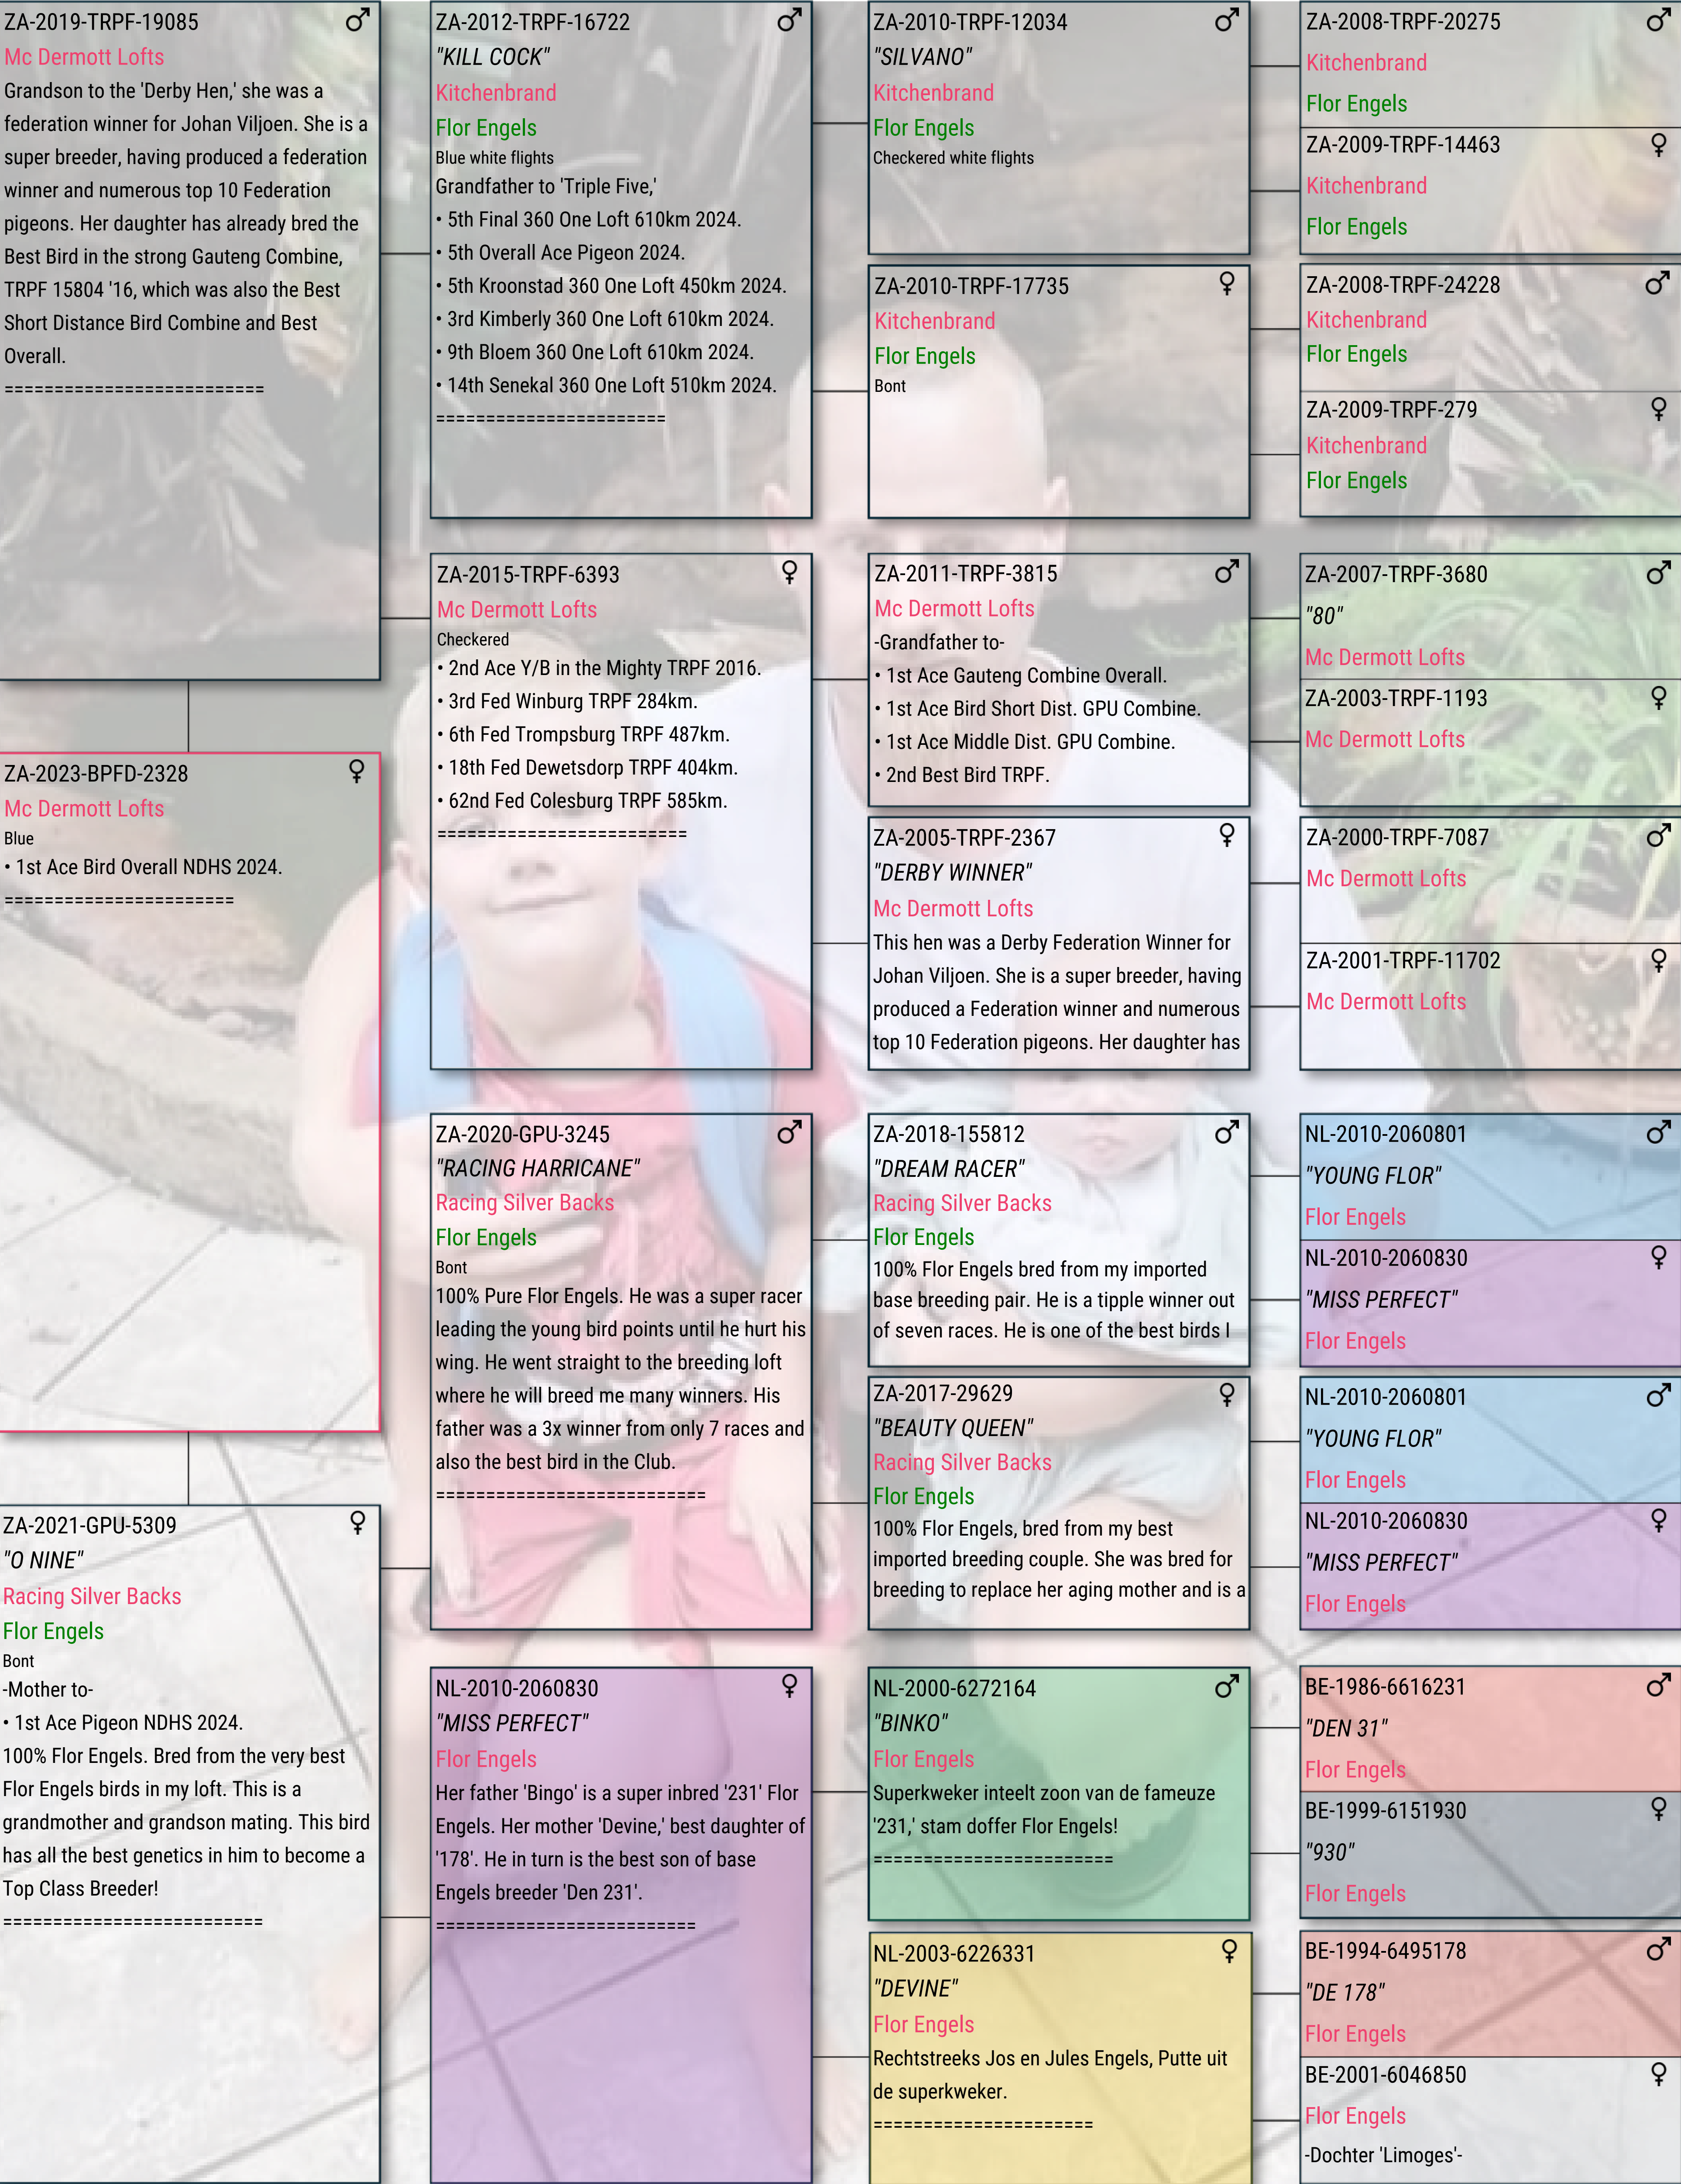 ZA-2019-TRPF-19085 ♂
Mc Dermott Lofts
Grandson to the 'Derby Hen,' she was a
federation winner for Johan Viljoen. She is a
super breeder, having produced a federation
winner and numerous top 10 Federation
pigeons. Her daughter has already bred the
Best Bird in the strong Gauteng Combine,
TRPF 15804 '16, which was also the Best
Short Distance Bird Combine and Best
Overall.
==========================
ZA-2023-BPFD-2328 ♀
Mc Dermott Lofts
Blue
• 1st Ace Bird Overall NDHS 2024.
=======================
ZA-2021-GPU-5309 ♀
"O NINE"
Racing Silver Backs
Flor Engels
Bont
-Mother to-
• 1st Ace Pigeon NDHS 2024.
100% Flor Engels. Bred from the very best
Flor Engels birds in my loft. This is a
grandmother and grandson mating. This bird
has all the best genetics in him to become a
Top Class Breeder!
==========================
ZA-2012-TRPF-16722 ♂
"KILL COCK"
Kitchenbrand
Flor Engels
Blue white flights
Grandfather to 'Triple Five,'
• 5th Final 360 One Loft 610km 2024.
• 5th Overall Ace Pigeon 2024.
• 5th Kroonstad 360 One Loft 450km 2024.
• 3rd Kimberly 360 One Loft 610km 2024.
• 9th Bloem 360 One Loft 610km 2024.
• 14th Senekal 360 One Loft 510km 2024.
=======================
ZA-2015-TRPF-6393 ♀
Mc Dermott Lofts
Checkered
• 2nd Ace Y/B in the Mighty TRPF 2016.
• 3rd Fed Winburg TRPF 284km.
• 6th Fed Trompsburg TRPF 487km.
• 18th Fed Dewetsdorp TRPF 404km.
• 62nd Fed Colesburg TRPF 585km.
=========================
ZA-2020-GPU-3245 ♂
"RACING HARRICANE"
Racing Silver Backs
Flor Engels
Bont
100% Pure Flor Engels. He was a super racer
leading the young bird points until he hurt his
wing. He went straight to the breeding loft
where he will breed me many winners. His
father was a 3x winner from only 7 races and
also the best bird in the Club.
===========================
NL-2010-2060830 ♀
"MISS PERFECT"
Flor Engels
Her father 'Bingo' is a super inbred '231' Flor
Engels. Her mother 'Devine,' best daughter of
'178'. He in turn is the best son of base
Engels breeder 'Den 231'.
==========================
ZA-2010-TRPF-12034 ♂
"SILVANO"
Kitchenbrand
Flor Engels
Checkered white flights
ZA-2010-TRPF-17735 ♀
Kitchenbrand
Flor Engels
Bont
ZA-2011-TRPF-3815 ♂
Mc Dermott Lofts
-Grandfather to-
• 1st Ace Gauteng Combine Overall.
• 1st Ace Bird Short Dist. GPU Combine.
• 1st Ace Middle Dist. GPU Combine.
• 2nd Best Bird TRPF.
ZA-2005-TRPF-2367 ♀
"DERBY WINNER"
Mc Dermott Lofts
This hen was a Derby Federation Winner for
Johan Viljoen. She is a super breeder, having
produced a Federation winner and numerous
top 10 Federation pigeons. Her daughter has
ZA-2018-155812 ♂
"DREAM RACER"
Racing Silver Backs
Flor Engels
100% Flor Engels bred from my imported
base breeding pair. He is a tipple winner out
of seven races. He is one of the best birds I
ZA-2017-29629 ♀
"BEAUTY QUEEN"
Racing Silver Backs
Flor Engels
100% Flor Engels, bred from my best
imported breeding couple. She was bred for
breeding to replace her aging mother and is a
NL-2000-6272164 ♂
"BINKO"
Flor Engels
Superkweker inteelt zoon van de fameuze
'231,' stam doffer Flor Engels!
========================
NL-2003-6226331 ♀
"DEVINE"
Flor Engels
Rechtstreeks Jos en Jules Engels, Putte uit
de superkweker.
======================
ZA-2008-TRPF-20275 ♂
Kitchenbrand
Flor Engels
ZA-2009-TRPF-14463 ♀
Kitchenbrand
Flor Engels
ZA-2008-TRPF-24228 ♂
Kitchenbrand
Flor Engels
ZA-2009-TRPF-279 ♀
Kitchenbrand
Flor Engels
ZA-2007-TRPF-3680 ♂
"80"
Mc Dermott Lofts
ZA-2003-TRPF-1193 ♀
Mc Dermott Lofts
ZA-2000-TRPF-7087 ♂
Mc Dermott Lofts
ZA-2001-TRPF-11702 ♀
Mc Dermott Lofts
NL-2010-2060801 ♂
"YOUNG FLOR"
Flor Engels
NL-2010-2060830 ♀
"MISS PERFECT"
Flor Engels
NL-2010-2060801 ♂
"YOUNG FLOR"
Flor Engels
NL-2010-2060830 ♀
"MISS PERFECT"
Flor Engels
BE-1986-6616231 ♂
"DEN 31"
Flor Engels
BE-1999-6151930 ♀
"930"
Flor Engels
BE-1994-6495178 ♂
"DE 178"
Flor Engels
BE-2001-6046850 ♀
Flor Engels
-Dochter 'Limoges'-